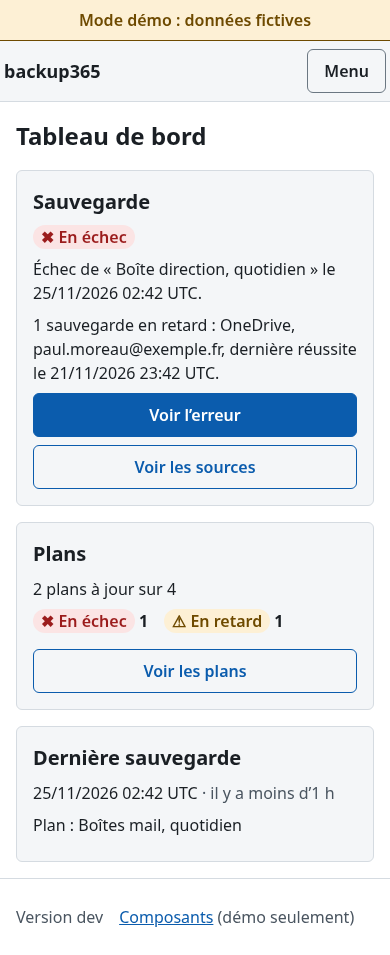 Mode démo : données fictives
backup365
Menu
Tableau de bord
Sauvegarde
✖ En échec
Échec de « Boîte direction, quotidien » le
25/11/2026 02:42 UTC.
1 sauvegarde en retard : OneDrive,
paul.moreau@exemple.fr, dernière réussite
le 21/11/2026 23:42 UTC.
Voir l’erreur
Voir les sources
Plans
2 plans à jour sur 4
✖ En échec 1 ⚠ En retard 1
Voir les plans
Dernière sauvegarde
25/11/2026 02:42 UTC · il y a moins d’1 h
Plan : Boîtes mail, quotidien
Version dev Composants (démo seulement)